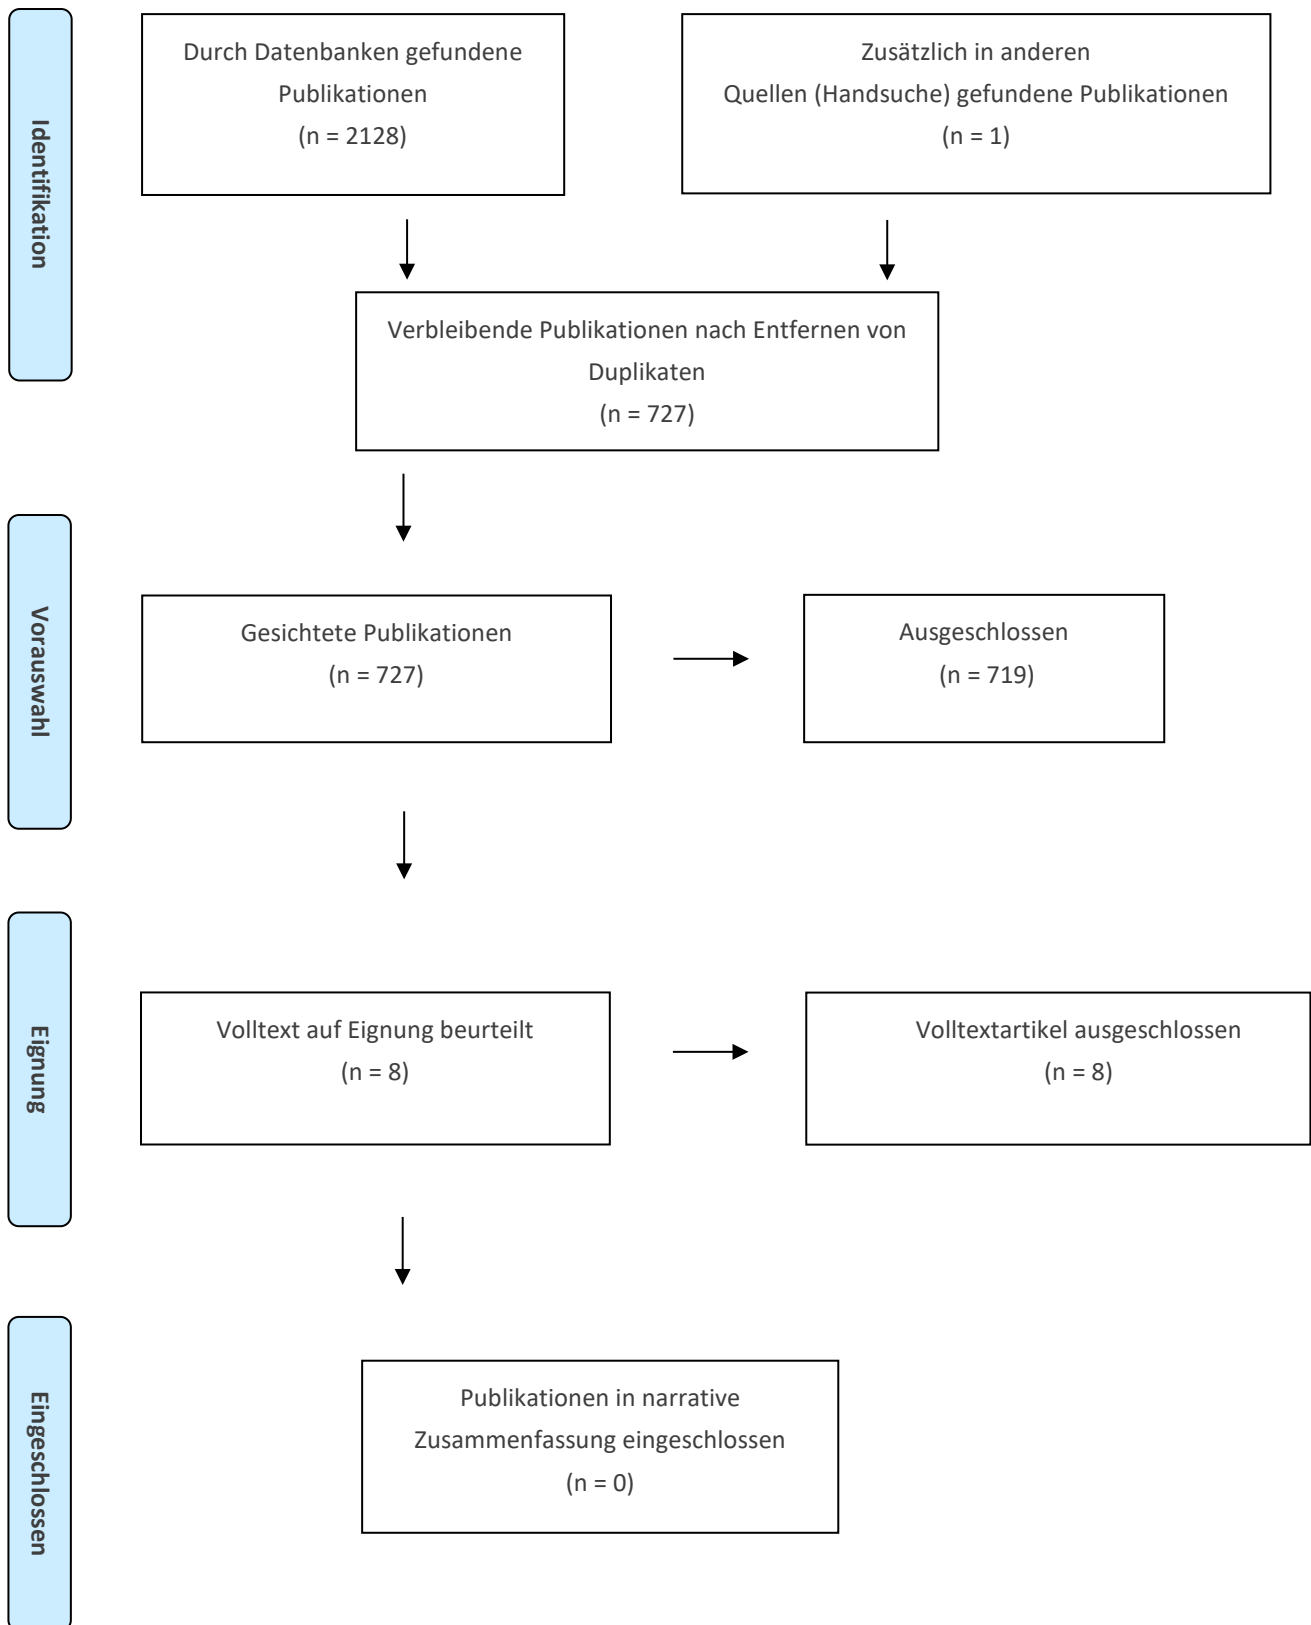 Identifikation
Durch Datenbanken gefundene
Publikationen
(n = 2128)
Zusätzlich in anderen
Quellen (Handsuche) gefundene Publikationen
(n = 1)
Verbleibende Publikationen nach Entfernen von
Duplikaten
(n = 727)
Vorauswahl
Gesichtete Publikationen
(n = 727)
Ausgeschlossen
(n = 719)
Eignung
Volltext auf Eignung beurteilt
(n = 8)
Volltextartikel ausgeschlossen
(n = 8)
Eingeschlossen
Publikationen in narrative
Zusammenfassung eingeschlossen
(n = 0)